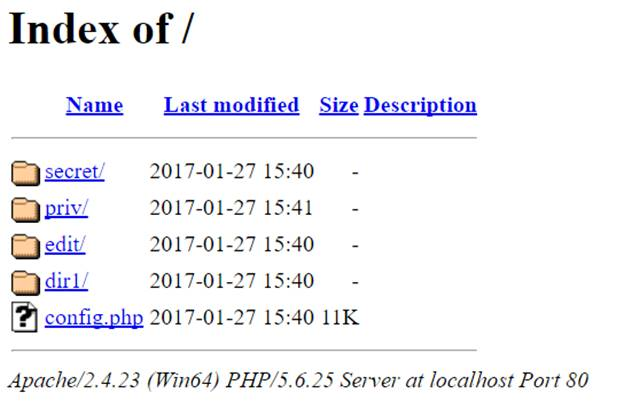 Index of /
Name Last modified Size Description
secret/ 2017-01-27 15:40 -
priv/ 2017-01-27 15:41 -
edit/ 2017-01-27 15:40 -
dir1/ 2017-01-27 15:40 -
config.php 2017-01-27 15:40 11K
Apache/2.4.23 (Win64) PHP/5.6.25 Server at localhost Port 80